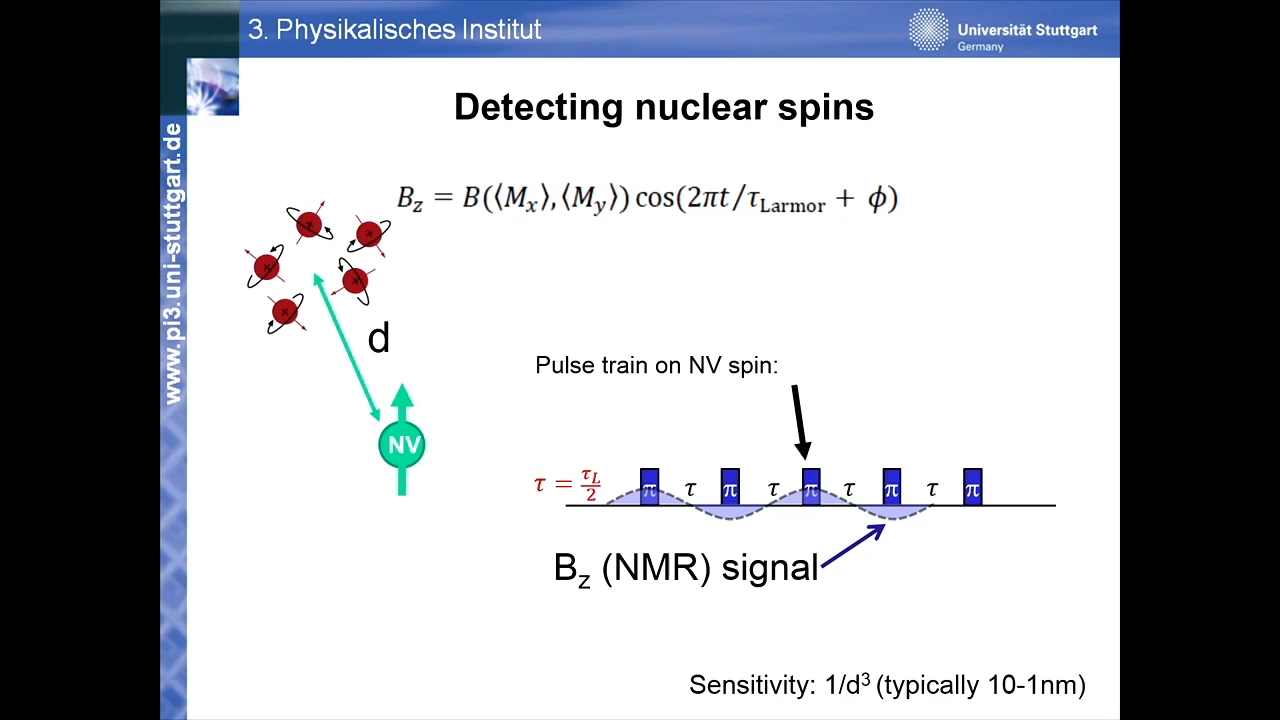 3. Physikalisches Institut
Universität Stuttgart
Germany
www.pi3.uni-stuttgart.de
Detecting nuclear spins
B_z = B(⟨M_x⟩,⟨M_y⟩) cos(2πt/τ_Larmor + ϕ)
d
NV
Pulse train on NV spin:
τ = τ_L/2
π τ π τ π τ π τ π
B_z (NMR) signal
Sensitivity: 1/d³ (typically 10-1nm)